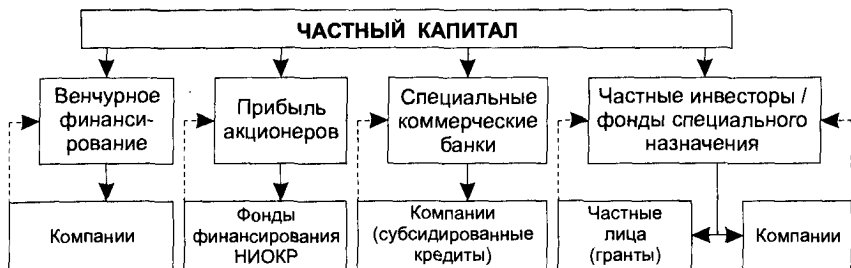 ЧАСТНЫЙ КАПИТАЛ
Венчурное
финанси-
рование
Прибыль
акционеров
Специальные
коммерческие
банки
Частные инвесторы /
фонды специального
назначения
Компании
Фонды
финансирования
НИОКР
Компании
(субсидированные
кредиты)
Частные
лица
(гранты)
Компании